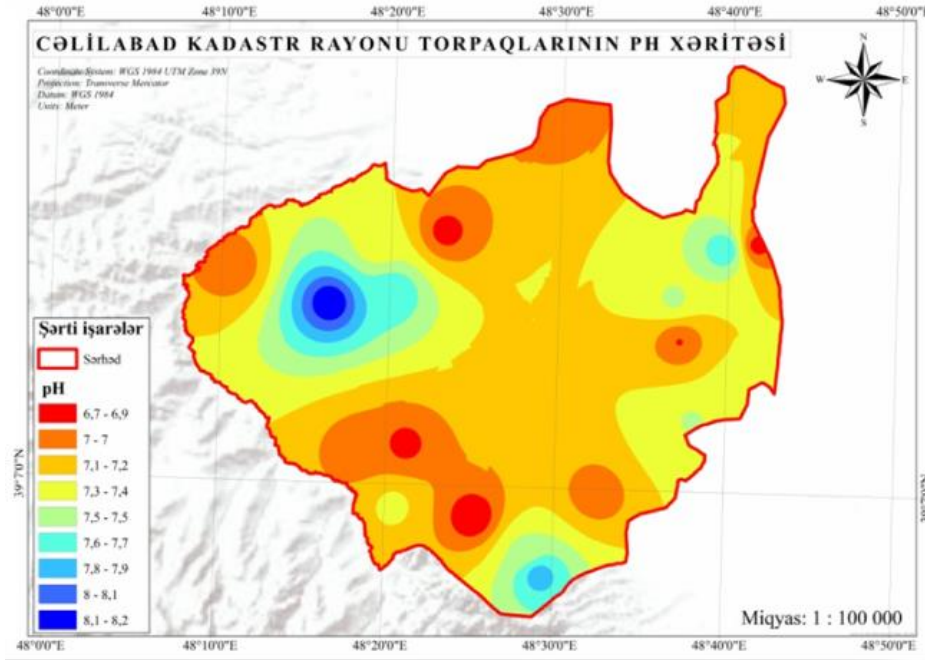 48°0'0"E 48°10'0"E 48°20'0"E 48°30'0"E 48°40'0"E 48°50'0"E
CƏLİLABAD KADASTR RAYONU TORPAQLARININ PH XƏRİTƏSİ
Coordinate System: WGS 1984 UTM Zone 39N
Projection: Transverse Mercator
Datum: WGS 1984
Units: Meter
N
W E
S
Şərti işarələr
Sərhəd
pH
6,7 - 6,9
7 - 7
7,1 - 7,2
7,3 - 7,4
7,5 - 7,5
7,6 - 7,7
7,8 - 7,9
8 - 8,1
8,1 - 8,2
39°7'0"N
Miqyas: 1 : 100 000
48°0'0"E 48°10'0"E 48°20'0"E 48°30'0"E 48°40'0"E 48°50'0"E